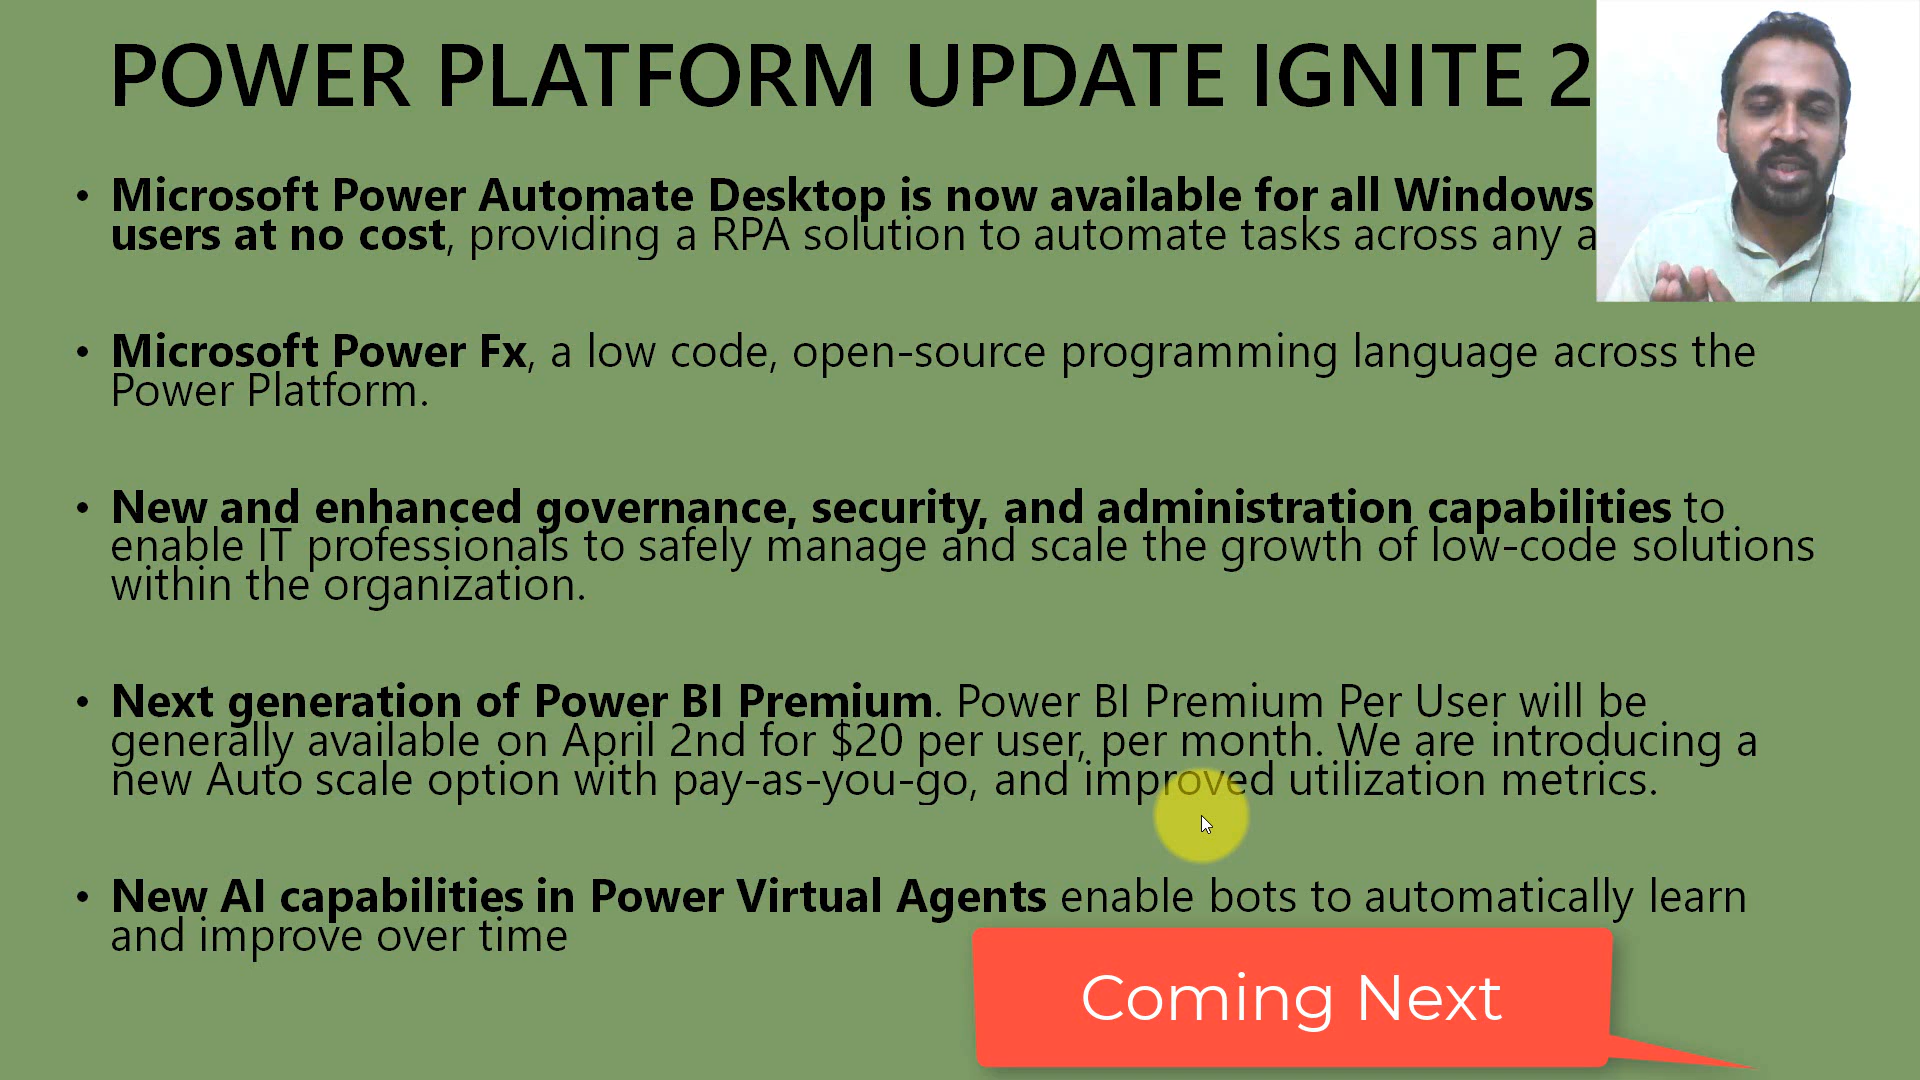 POWER PLATFORM UPDATE IGNITE 2
• Microsoft Power Automate Desktop is now available for all Windows
users at no cost, providing a RPA solution to automate tasks across any a
• Microsoft Power Fx, a low code, open-source programming language across the
Power Platform.
• New and enhanced governance, security, and administration capabilities to
enable IT professionals to safely manage and scale the growth of low-code solutions
within the organization.
• Next generation of Power BI Premium. Power BI Premium Per User will be
generally available on April 2nd for $20 per user, per month. We are introducing a
new Auto scale option with pay-as-you-go, and improved utilization metrics.
• New AI capabilities in Power Virtual Agents enable bots to automatically learn
and improve over time
Coming Next